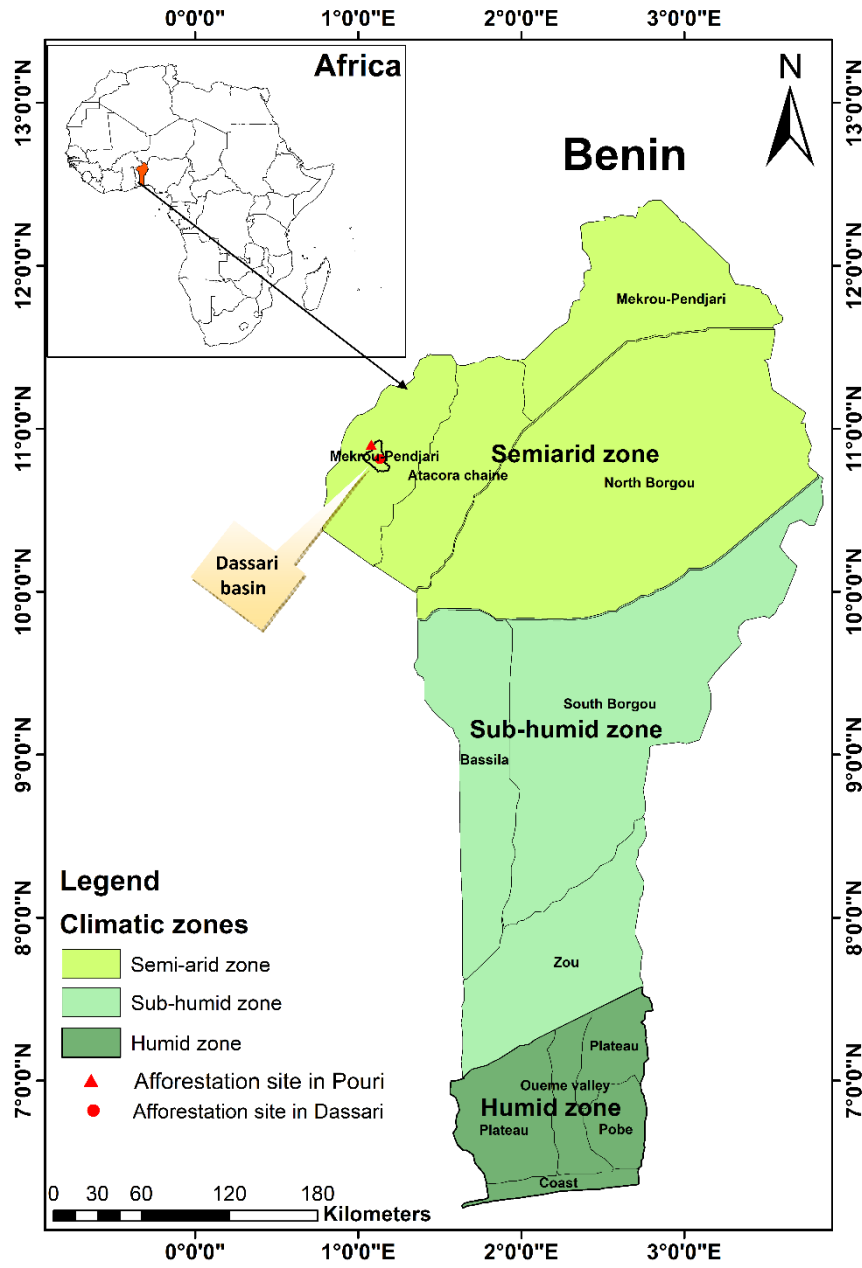 0°0'0" 1°0'0"E 2°0'0"E 3°0'0"E
Africa
N
Benin
13°0'0"N
12°0'0"N
11°0'0"N
10°0'0"N
9°0'0"N
8°0'0"N
7°0'0"N
13°0'0"N
12°0'0"N
11°0'0"N
10°0'0"N
9°0'0"N
8°0'0"N
7°0'0"N
Mekrou-Pendjari
Mekrou-Pendjari
Semiarid zone
Atacora chaine
North Borgou
Dassari
basin
South Borgou
Sub-humid zone
Bassila
Zou
Plateau
Oueme valley
Humid zone
Plateau
Pobe
Coast
Legend
Climatic zones
Semi-arid zone
Sub-humid zone
Humid zone
Afforestation site in Pouri
Afforestation site in Dassari
0 30 60 120 180
Kilometers
0°0'0" 1°0'0"E 2°0'0"E 3°0'0"E